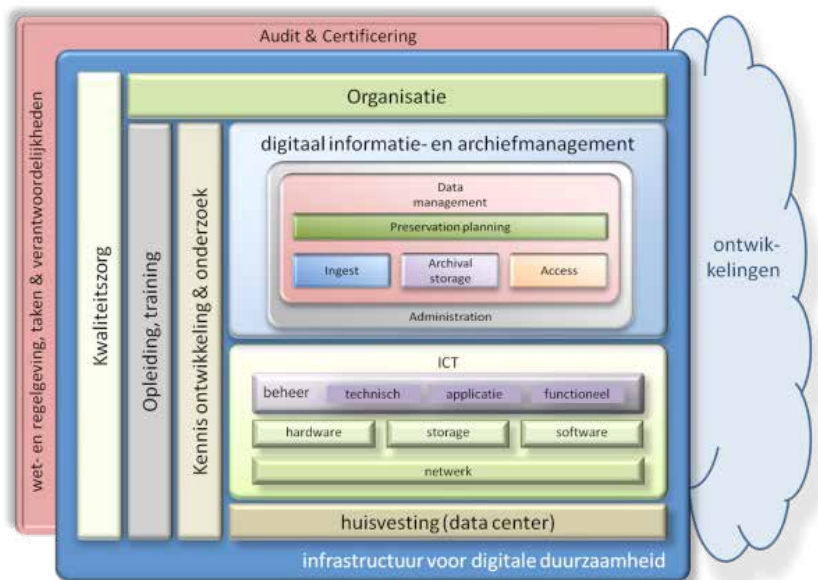 Audit & Certificering
wet- en regelgeving, taken & verantwoordelijkheden
Kwaliteitszorg
Opleiding, training
Kennis ontwikkeling & onderzoek
Organisatie
digitaal informatie- en archiefmanagement
Data
management
Preservation planning
Ingest
Archival
storage
Access
Administration
ICT
beheer technisch applicatie functioneel
hardware storage software
netwerk
huisvesting (data center)
infrastructuur voor digitale duurzaamheid
ontwik-
kelingen